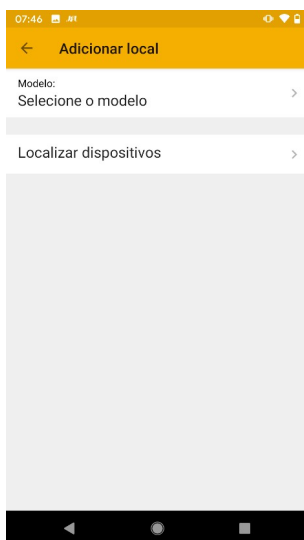 07:46
Adicionar local
Modelo:
Selecione o modelo
Localizar dispositivos